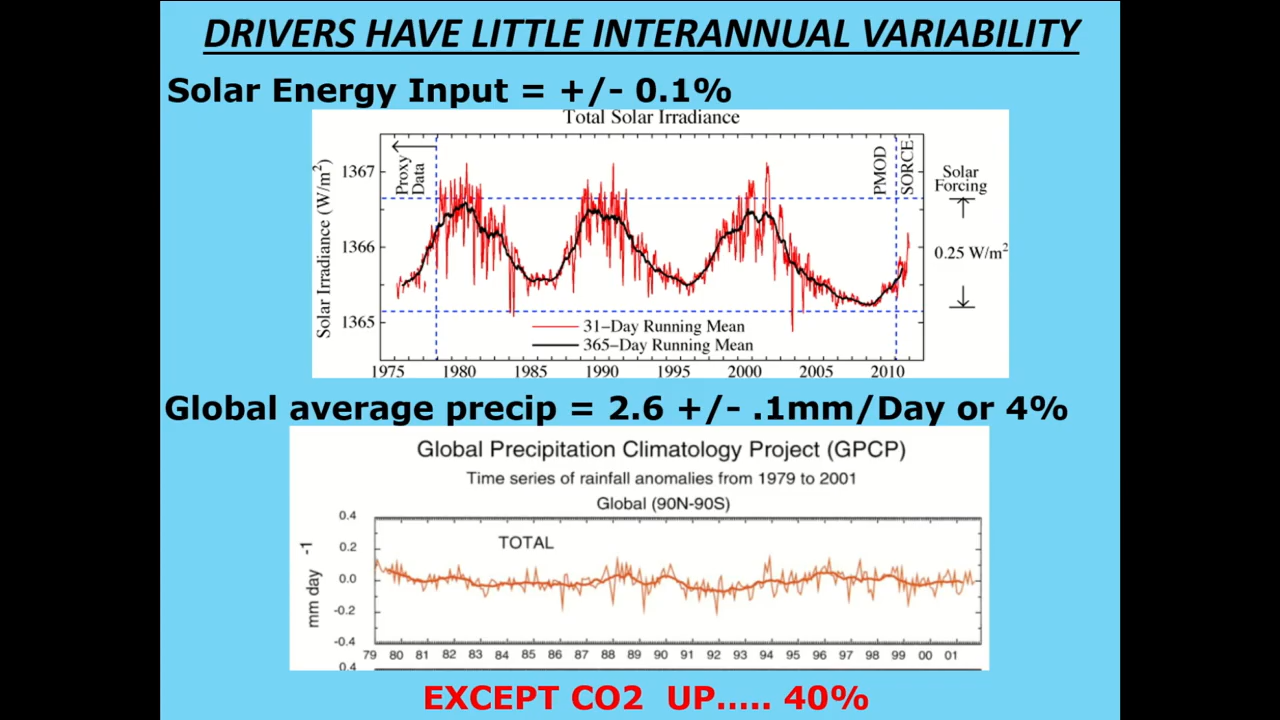 DRIVERS HAVE LITTLE INTERANNUAL VARIABILITY
Solar Energy Input = +/- 0.1%
Total Solar Irradiance
Solar Irradiance (W/m²)
1367
1366
1365
Proxy
Data
PMOD
SORCE
Solar
Forcing
0.25 W/m²
31-Day Running Mean
365-Day Running Mean
1975 1980 1985 1990 1995 2000 2005 2010
Global average precip = 2.6 +/- .1mm/Day or 4%
Global Precipitation Climatology Project (GPCP)
Time series of rainfall anomalies from 1979 to 2001
Global (90N-90S)
TOTAL
mm day -1
0.4
0.2
0.0
-0.2
-0.4
79 80 81 82 83 84 85 86 87 88 89 90 91 92 93 94 95 96 97 98 99 00 01
0.4
EXCEPT CO2 UP..... 40%